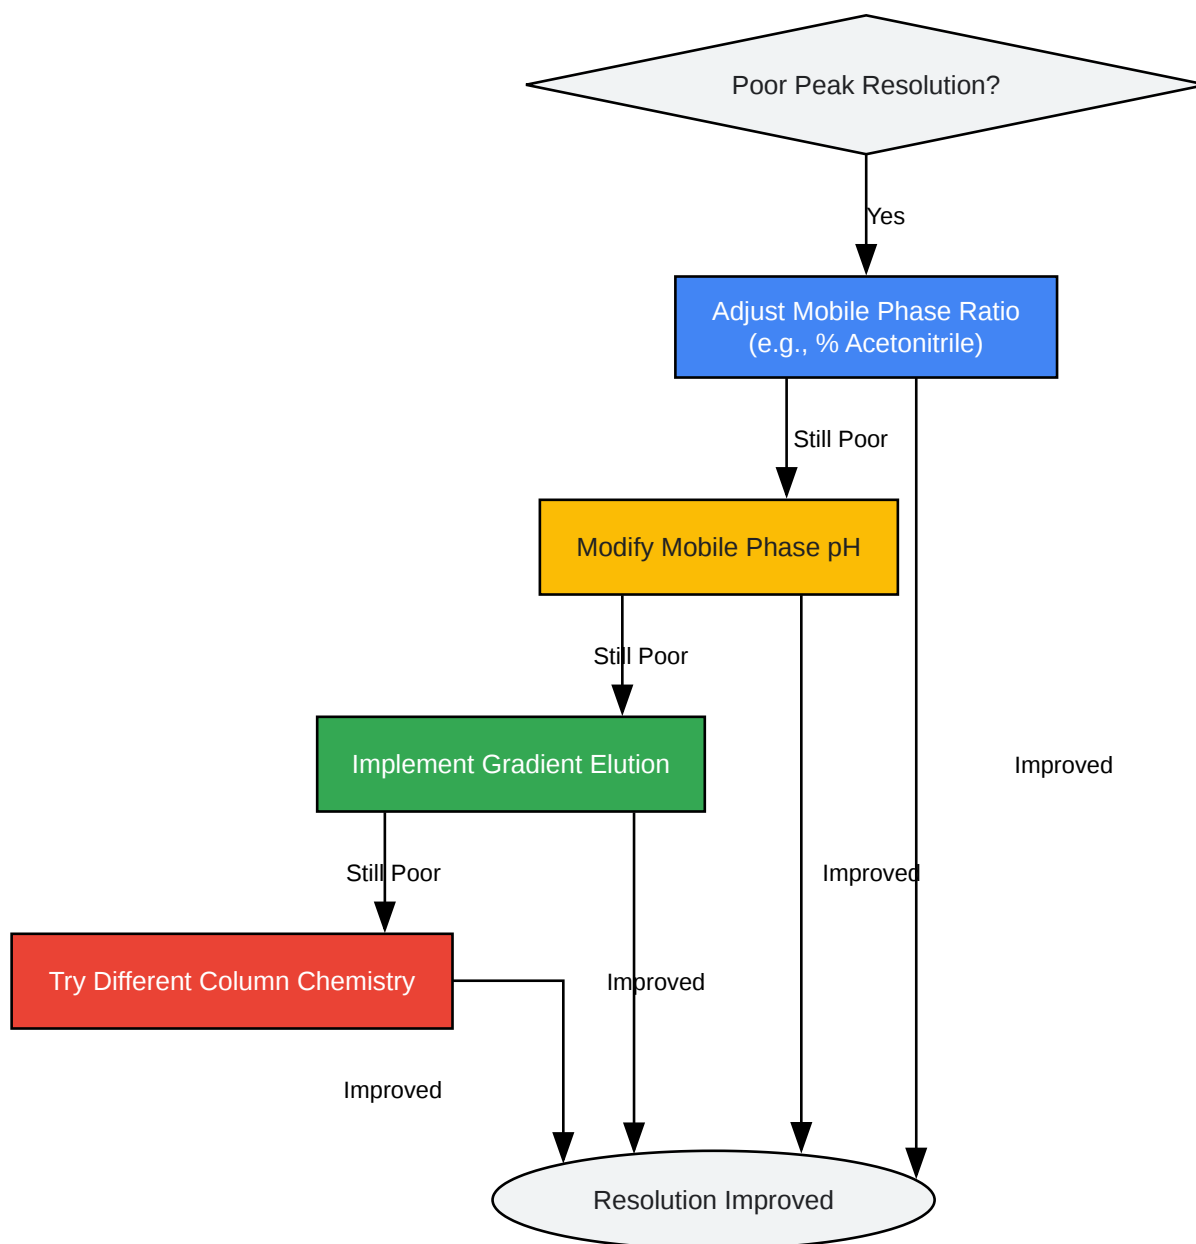 Poor Peak Resolution?
Yes
Adjust Mobile Phase Ratio
(e.g., % Acetonitrile)
Still Poor
Modify Mobile Phase pH
Still Poor
Implement Gradient Elution
Improved
Still Poor
Improved
Try Different Column Chemistry
Improved
Improved
Resolution Improved